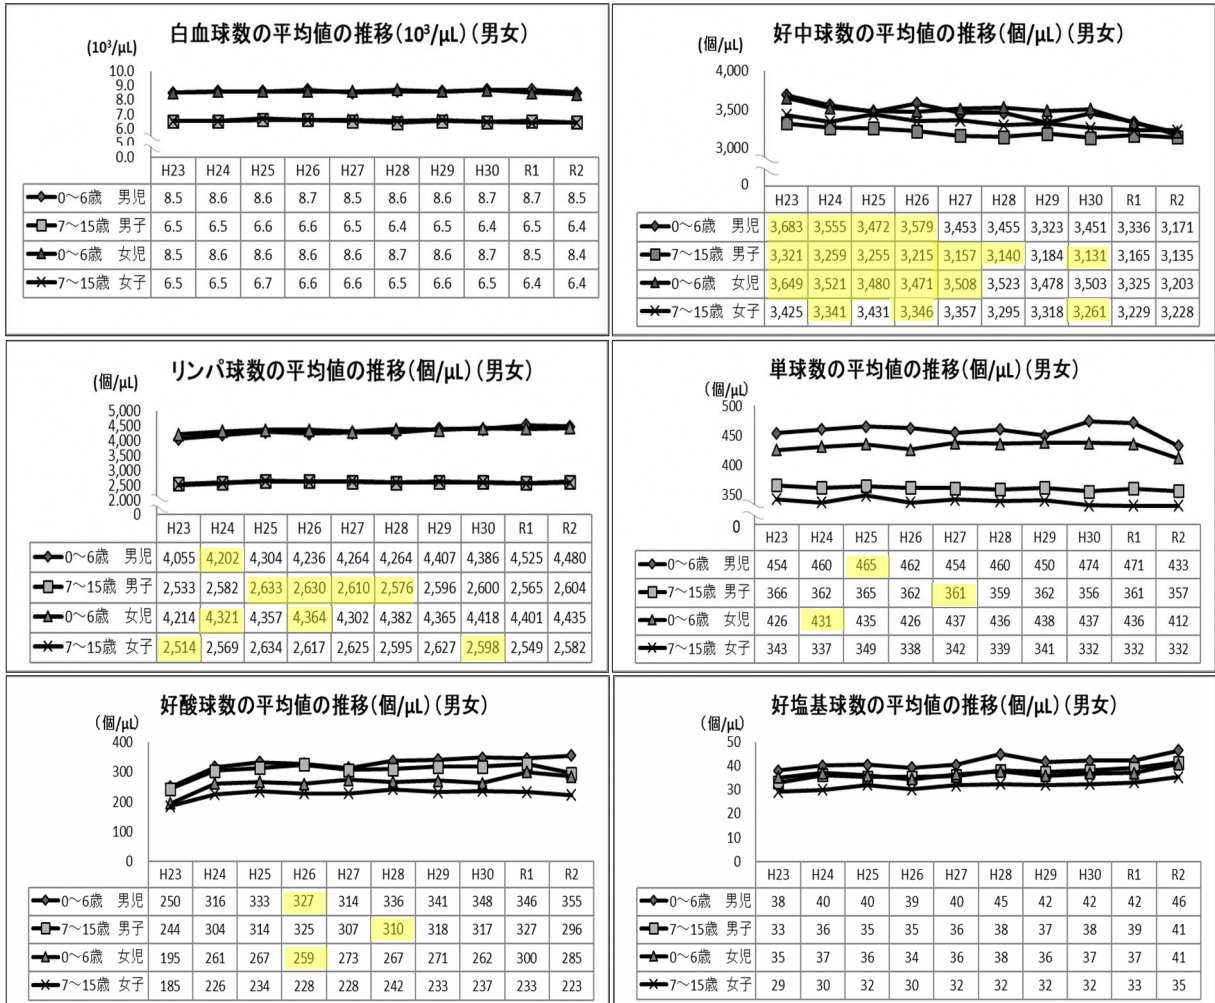 白血球数の平均値の推移(10³/μL)(男女)
(10³/μL)
10.0
9.0
8.0
7.0
6.0
5.0
0.0
H23 H24 H25 H26 H27 H28 H29 H30 R1 R2
0～6歳 男児 8.5 8.6 8.6 8.7 8.5 8.6 8.6 8.7 8.7 8.5
7～15歳 男子 6.5 6.5 6.6 6.6 6.5 6.4 6.5 6.4 6.5 6.4
0～6歳 女児 8.5 8.6 8.6 8.6 8.6 8.7 8.6 8.7 8.5 8.4
7～15歳 女子 6.5 6.5 6.7 6.6 6.6 6.5 6.6 6.5 6.4 6.4
好中球数の平均値の推移(個/μL)(男女)
(個/μL)
4,000
3,500
3,000
0
H23 H24 H25 H26 H27 H28 H29 H30 R1 R2
0～6歳 男児 3,683 3,555 3,472 3,579 3,453 3,455 3,323 3,451 3,336 3,171
7～15歳 男子 3,321 3,259 3,255 3,215 3,157 3,140 3,184 3,131 3,165 3,135
0～6歳 女児 3,649 3,521 3,480 3,471 3,508 3,523 3,478 3,503 3,325 3,203
7～15歳 女子 3,425 3,341 3,431 3,346 3,357 3,295 3,318 3,261 3,229 3,228
リンパ球数の平均値の推移(個/μL)(男女)
(個/μL)
5,000
4,500
4,000
3,500
3,000
2,500
2,000
0
H23 H24 H25 H26 H27 H28 H29 H30 R1 R2
0～6歳 男児 4,055 4,202 4,304 4,236 4,264 4,264 4,407 4,386 4,525 4,480
7～15歳 男子 2,533 2,582 2,633 2,630 2,610 2,576 2,596 2,600 2,565 2,604
0～6歳 女児 4,214 4,321 4,357 4,364 4,302 4,382 4,365 4,418 4,401 4,435
7～15歳 女子 2,514 2,569 2,634 2,617 2,625 2,595 2,627 2,598 2,549 2,582
単球数の平均値の推移(個/μL)(男女)
(個/μL)
500
450
400
350
0
H23 H24 H25 H26 H27 H28 H29 H30 R1 R2
0～6歳 男児 454 460 465 462 454 460 450 474 471 433
7～15歳 男子 366 362 365 362 361 359 362 356 361 357
0～6歳 女児 426 431 435 426 437 436 438 437 436 412
7～15歳 女子 343 337 349 338 342 339 341 332 332 332
好酸球数の平均値の推移(個/μL)(男女)
(個/μL)
400
300
200
100
0
H23 H24 H25 H26 H27 H28 H29 H30 R1 R2
0～6歳 男児 250 316 333 327 314 336 341 348 346 355
7～15歳 男子 244 304 314 325 307 310 318 317 327 296
0～6歳 女児 195 261 267 259 273 267 271 262 300 285
7～15歳 女子 185 226 234 228 228 242 233 237 233 223
好塩基球数の平均値の推移(個/μL)(男女)
(個/μL)
50
40
30
20
10
0
H23 H24 H25 H26 H27 H28 H29 H30 R1 R2
0～6歳 男児 38 40 40 39 40 45 42 42 42 46
7～15歳 男子 33 36 35 35 36 38 37 38 39 41
0～6歳 女児 35 37 36 34 36 38 36 37 37 41
7～15歳 女子 29 30 32 30 32 32 32 32 33 35